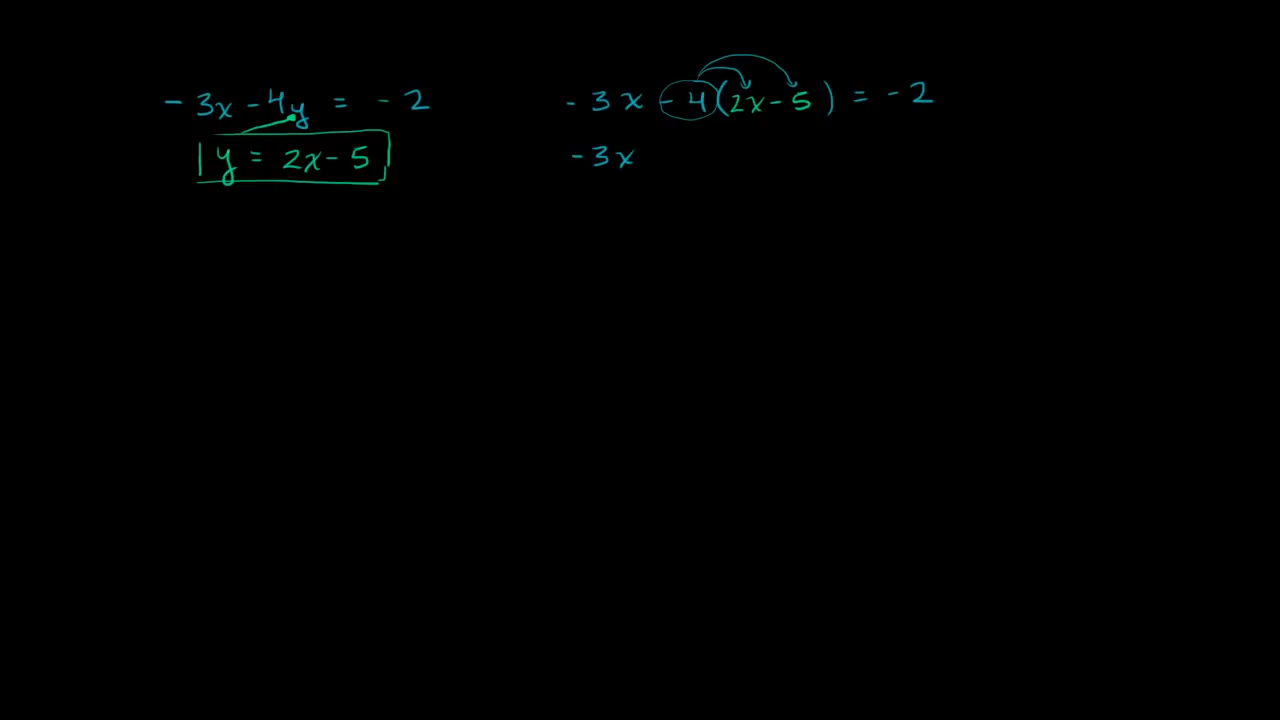 -3x - 4y = -2
y = 2x - 5
-3x - 4(2x - 5) = -2
-3x